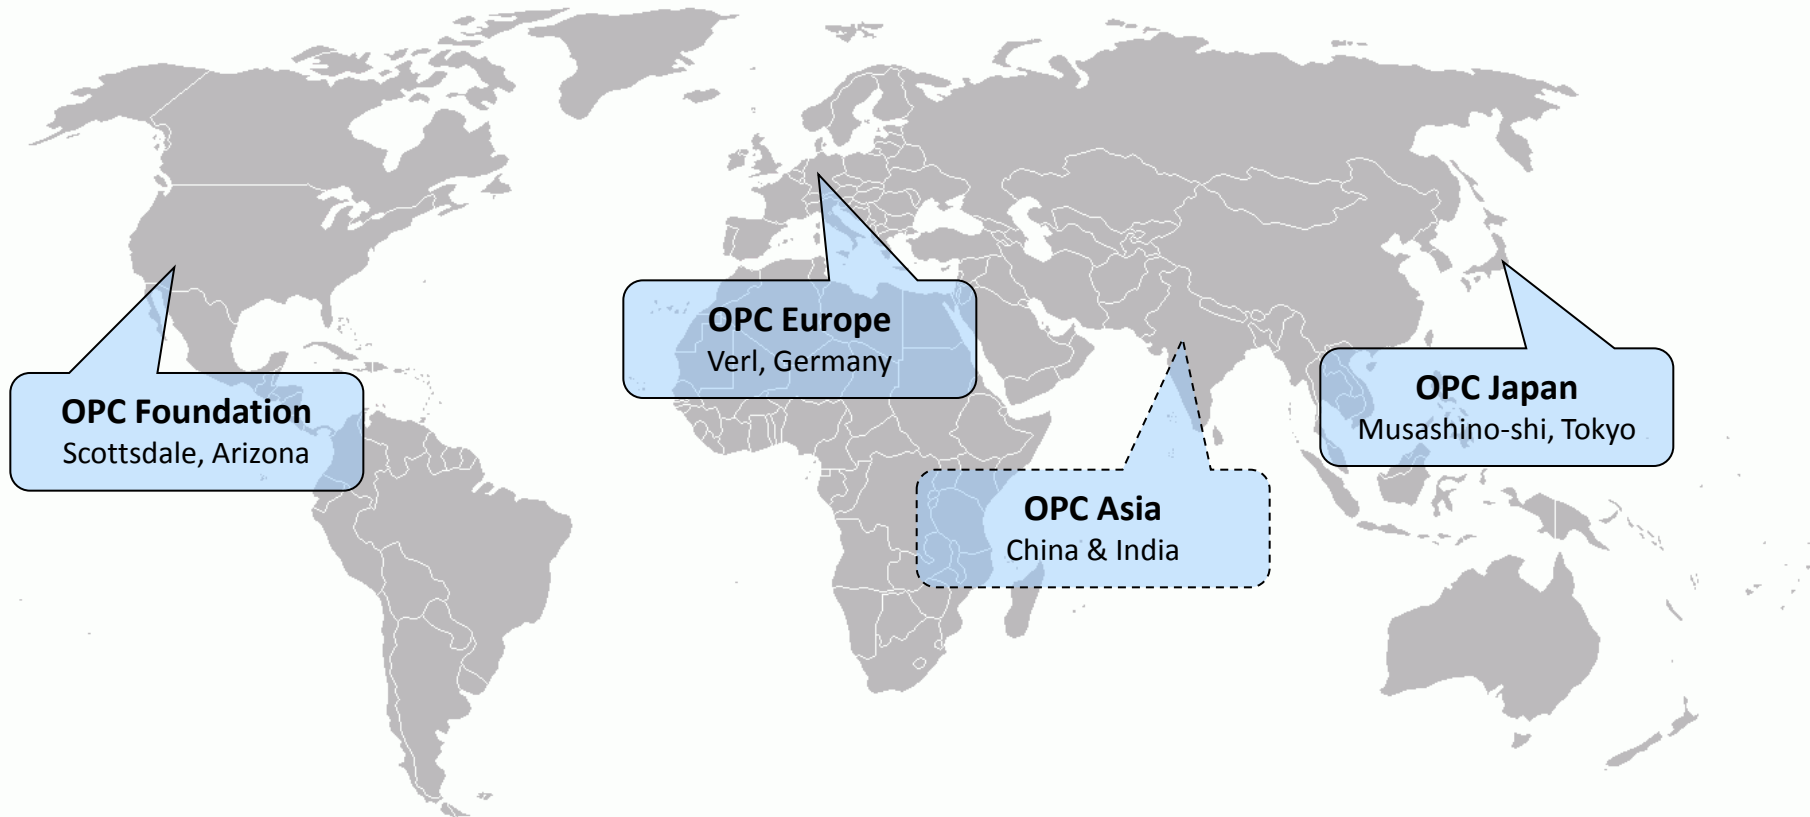 OPC Foundation
Scottsdale, Arizona
OPC Europe
Verl, Germany
OPC Asia
China & India
OPC Japan
Musashino-shi, Tokyo